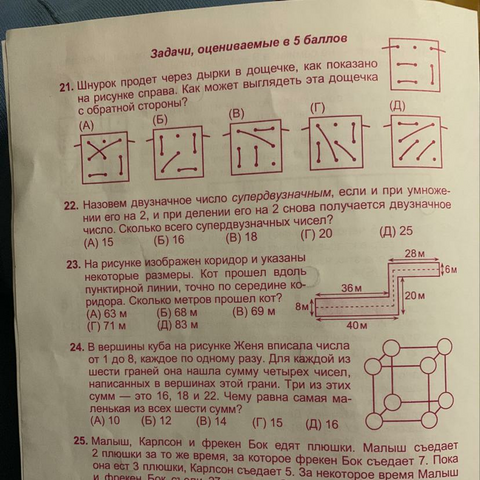 Задачи, оцениваемые в 5 баллов
21. Шнурок продет через дырки в дощечке, как показано
на рисунке справа. Как может выглядеть эта дощечка
с обратной стороны?
(А) (Б) (В) (Г) (Д)
22. Назовем двузначное число супердвузначным, если и при умноже-
нии его на 2, и при делении его на 2 снова получается двузначное
число. Сколько всего супердвузначных чисел?
(А) 15 (Б) 16 (В) 18 (Г) 20 (Д) 25
23. На рисунке изображен коридор и указаны
некоторые размеры. Кот прошел вдоль
пунктирной линии, точно по середине ко-
ридора. Сколько метров прошел кот?
(А) 63 м (Б) 68 м (В) 69 м
(Г) 71 м (Д) 83 м
28 м
6 м
36 м
20 м
8 м
40 м
24. В вершины куба на рисунке Женя вписала числа
от 1 до 8, каждое по одному разу. Для каждой из
шести граней она нашла сумму четырех чисел,
написанных в вершинах этой грани. Три из этих
сумм — это 16, 18 и 22. Чему равна самая ма-
ленькая из всех шести сумм?
(А) 10 (Б) 12 (В) 14 (Г) 15 (Д) 16
25. Малыш, Карлсон и фрекен Бок едят плюшки. Малыш съедает
2 плюшки за то же время, за которое фрекен Бок съедает 7. Пока
она ест 3 плюшки, Карлсон съедает 5. За некоторое время Малыш
и фрекен Бок съели 27